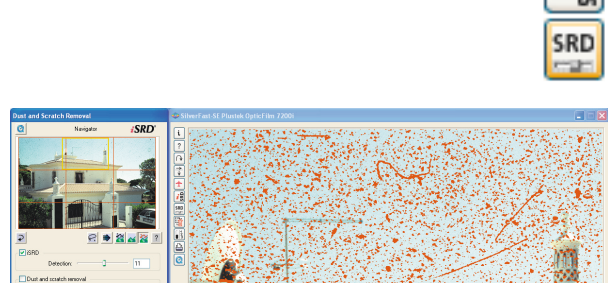 SRD
Dust and Scratch Removal
SilverFast-SE Plustek OpticFilm 7200i
Navigator
iSRD
SRD
iSRD
Detection:
11
Dust and scratch removal